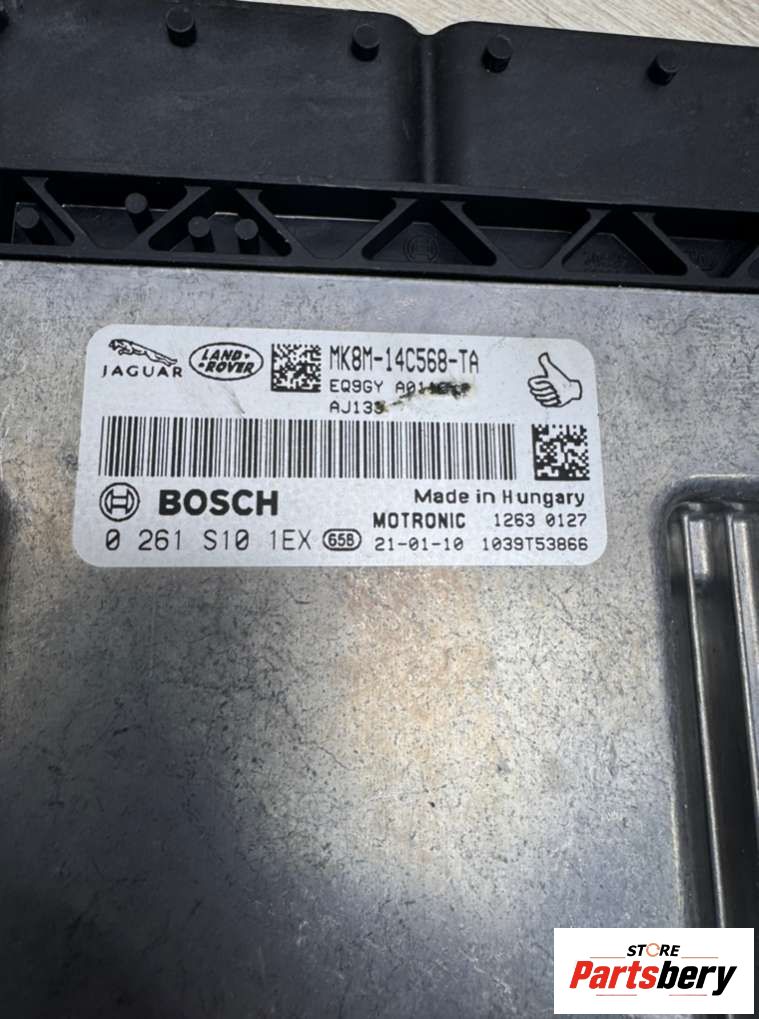 JAGUAR
LAND-
-ROVER
MK8M-14C568-TA
EQ9GY
AJ133
BOSCH
Made in Hungary
MOTRONIC 1263 0127
0 261 S10 1EX 658 21-01-10 1039T53866
STORE
Partsbery